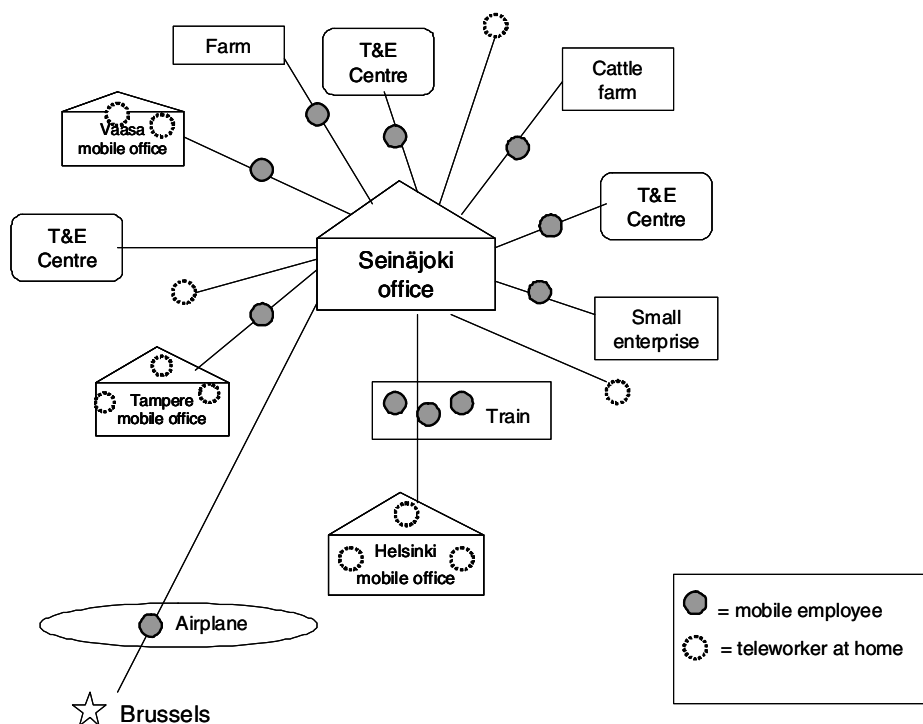 Farm
T&E
Centre
Cattle
farm
Vaasa
mobile office
T&E
Centre
T&E
Centre
Seinäjoki
office
Small
enterprise
Tampere
mobile office
Train
Helsinki
mobile office
Airplane
Brussels
= mobile employee
= teleworker at home